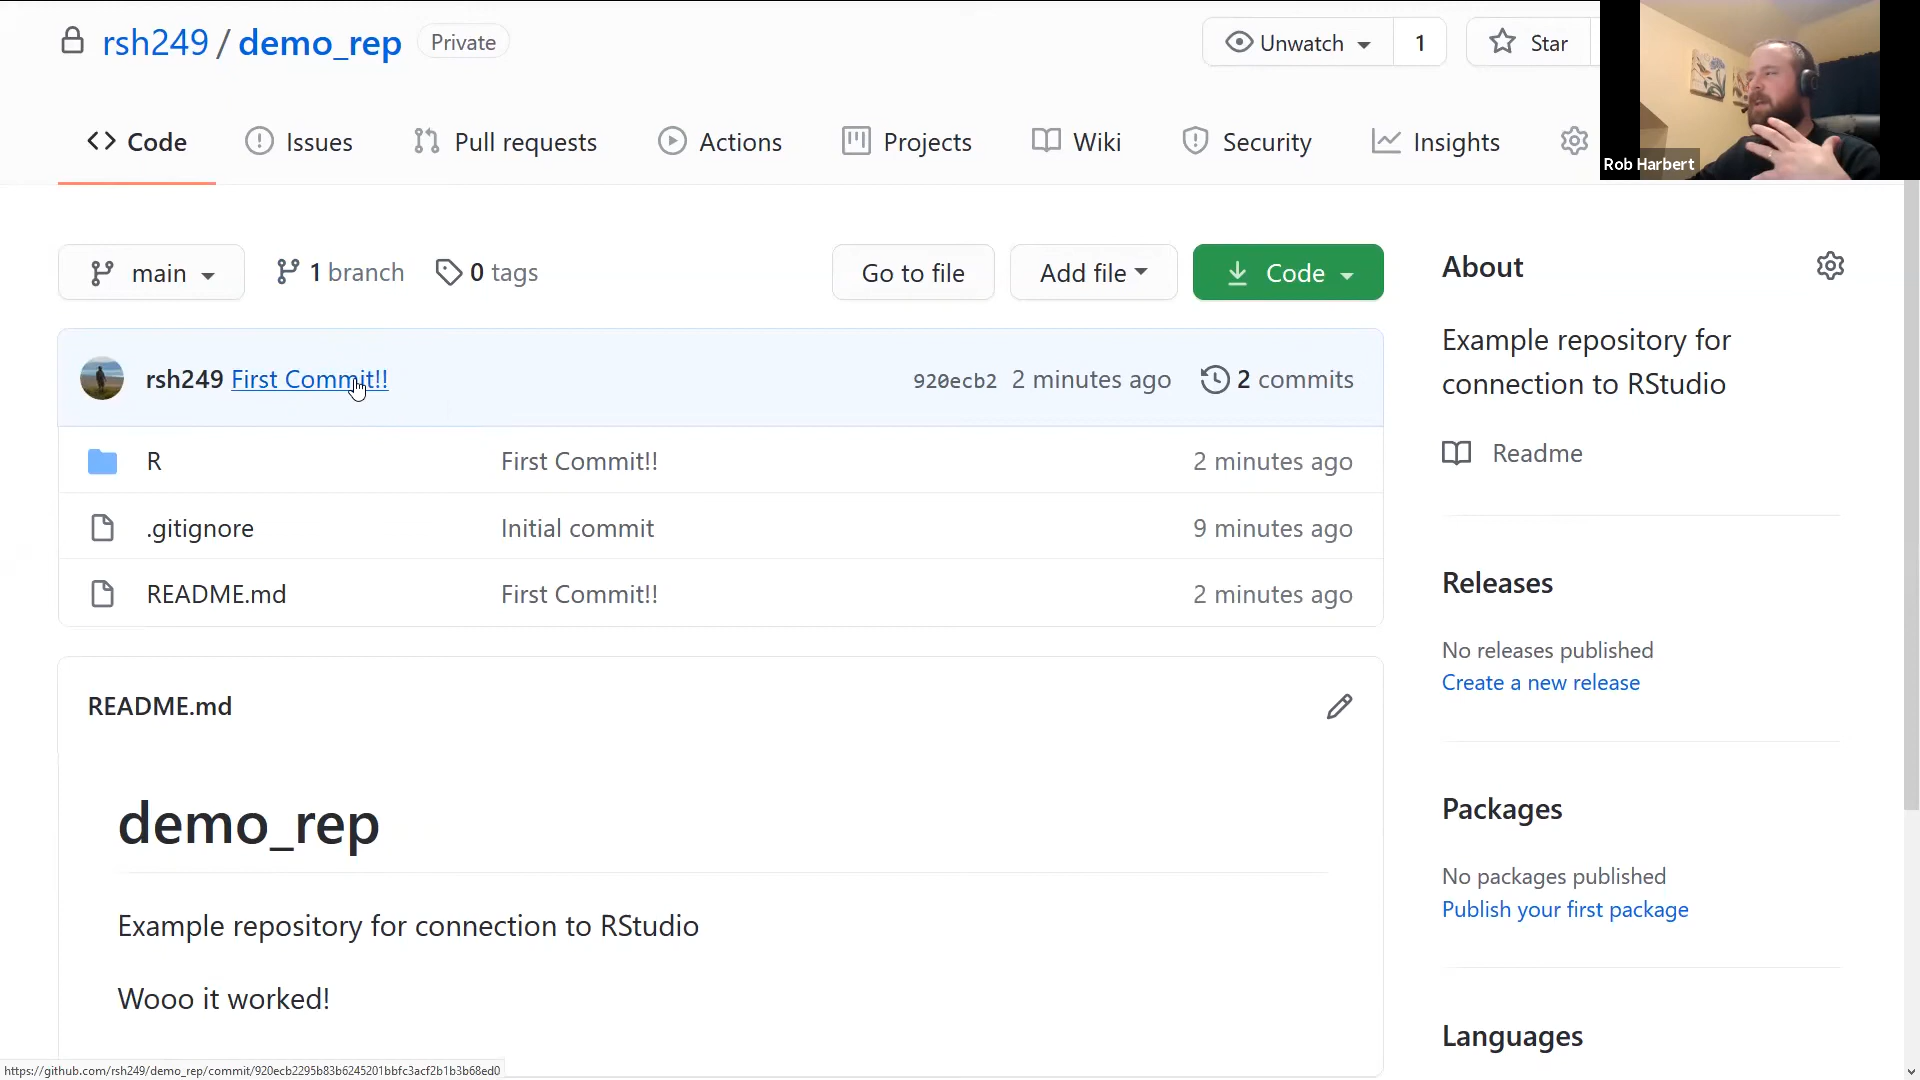 rsh249 / demo_rep Private
Unwatch 1 Star
Rob Harbert
Code Issues Pull requests Actions Projects Wiki Security Insights
main 1 branch 0 tags Go to file Add file Code
rsh249 First Commit!! 920ecb2 2 minutes ago 2 commits
R First Commit!! 2 minutes ago
.gitignore Initial commit 9 minutes ago
README.md First Commit!! 2 minutes ago
README.md
demo_rep
Example repository for connection to RStudio
Wooo it worked!
About
Example repository for
connection to RStudio
Readme
Releases
No releases published
Create a new release
Packages
No packages published
Publish your first package
Languages
https://github.com/rsh249/demo_rep/commit/920ecb2295b83b6245201bbfc3acf2b1b3b68ed0